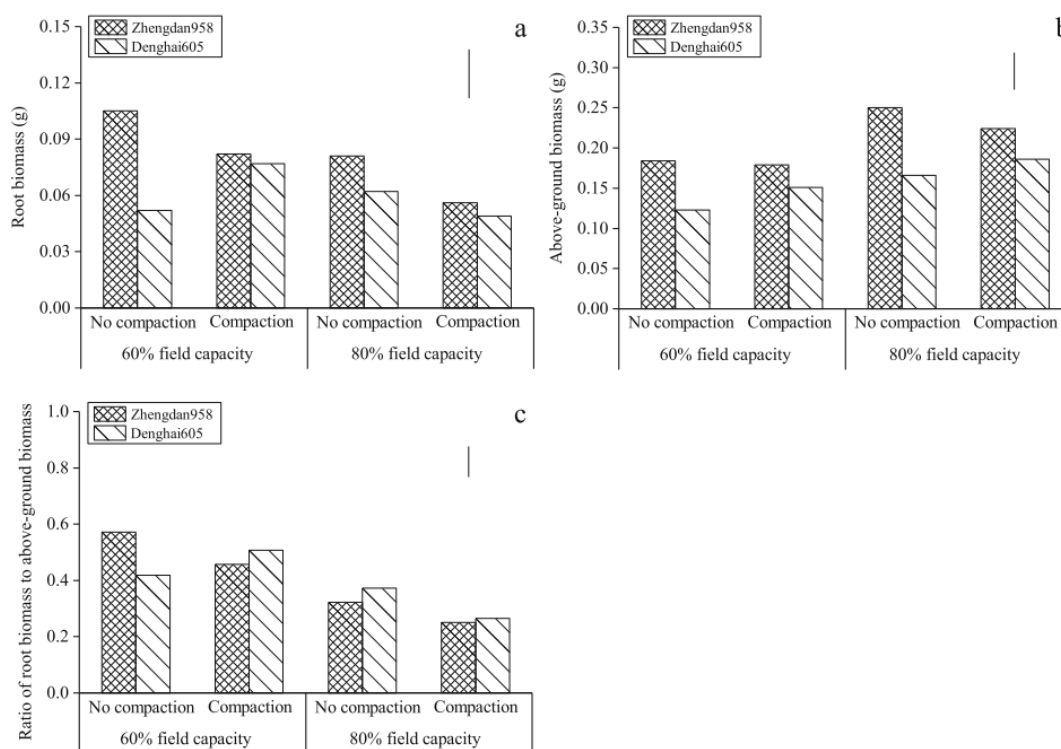 a
Zhengdan958
Denghai605
0.15
0.12
0.09
0.06
0.03
0.00
Root biomass (g)
No compaction Compaction No compaction Compaction
60% field capacity 80% field capacity
b
Zhengdan958
Denghai605
0.35
0.30
0.25
0.20
0.15
0.10
0.05
0.00
Above-ground biomass (g)
No compaction Compaction No compaction Compaction
60% field capacity 80% field capacity
c
Zhengdan958
Denghai605
1.0
0.8
0.6
0.4
0.2
0.0
Ratio of root biomass to above-ground biomass
No compaction Compaction No compaction Compaction
60% field capacity 80% field capacity